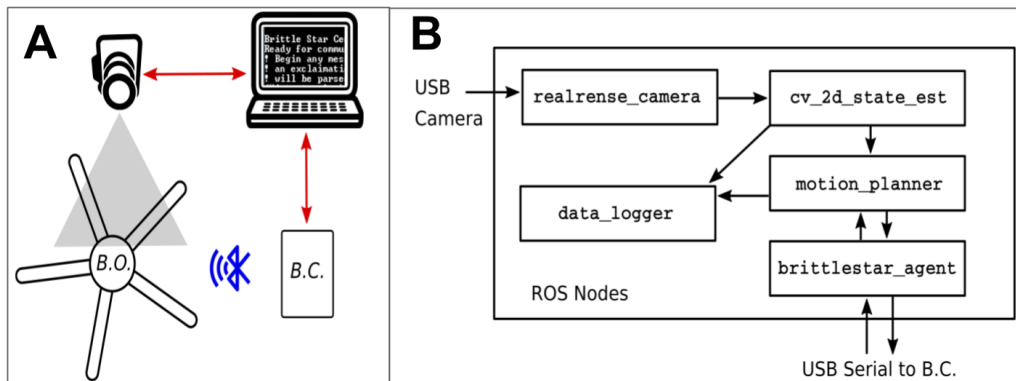 A
Brittle Star Ce
Ready for commu
! Begin any mes
! an exclaimati
! will be parse
B.O.
B.C.
B
USB
Camera
realrense_camera
cv_2d_state_est
motion_planner
data_logger
brittlestar_agent
ROS Nodes
USB Serial to B.C.